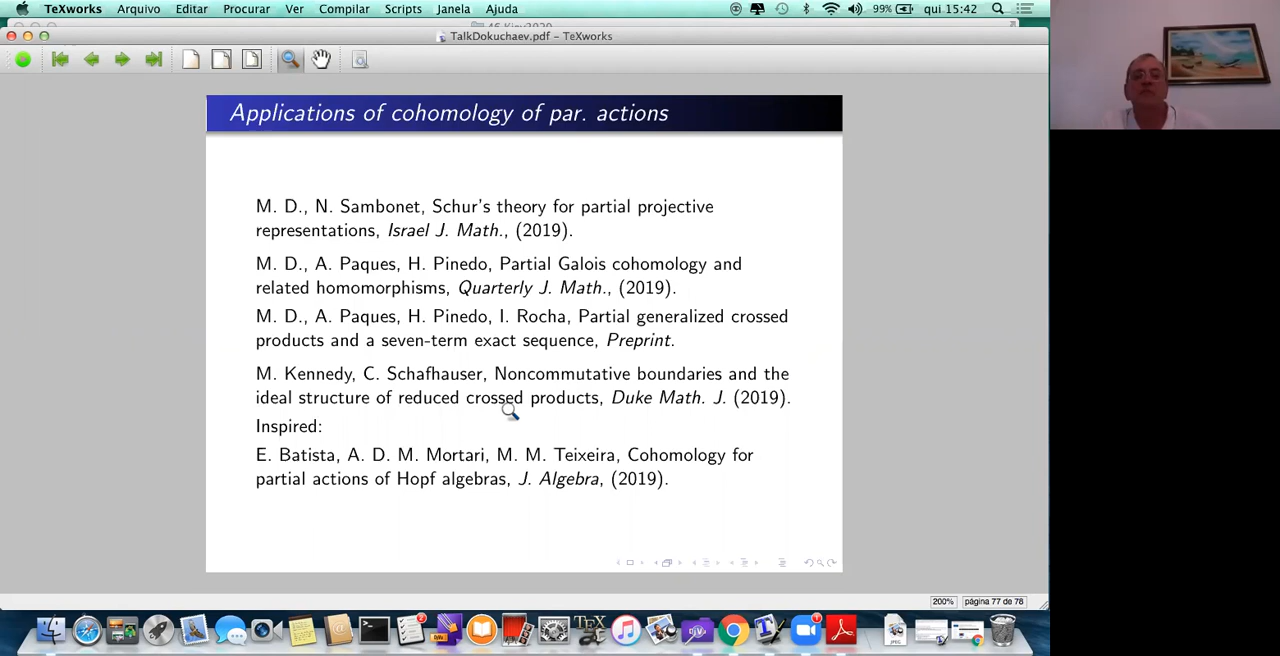 TeXworks Arquivo Editar Procurar Ver Compilar Scripts Janela Ajuda 99% qui 15:42
TalkDokuchaev.pdf - TeXworks
Applications of cohomology of par. actions
M. D., N. Sambonet, Schur's theory for partial projective
representations, Israel J. Math., (2019).
M. D., A. Paques, H. Pinedo, Partial Galois cohomology and
related homomorphisms, Quarterly J. Math., (2019).
M. D., A. Paques, H. Pinedo, I. Rocha, Partial generalized crossed
products and a seven-term exact sequence, Preprint.
M. Kennedy, C. Schafhauser, Noncommutative boundaries and the
ideal structure of reduced crossed products, Duke Math. J. (2019).
Inspired:
E. Batista, A. D. M. Mortari, M. M. Teixeira, Cohomology for
partial actions of Hopf algebras, J. Algebra, (2019).
200% página 77 de 78